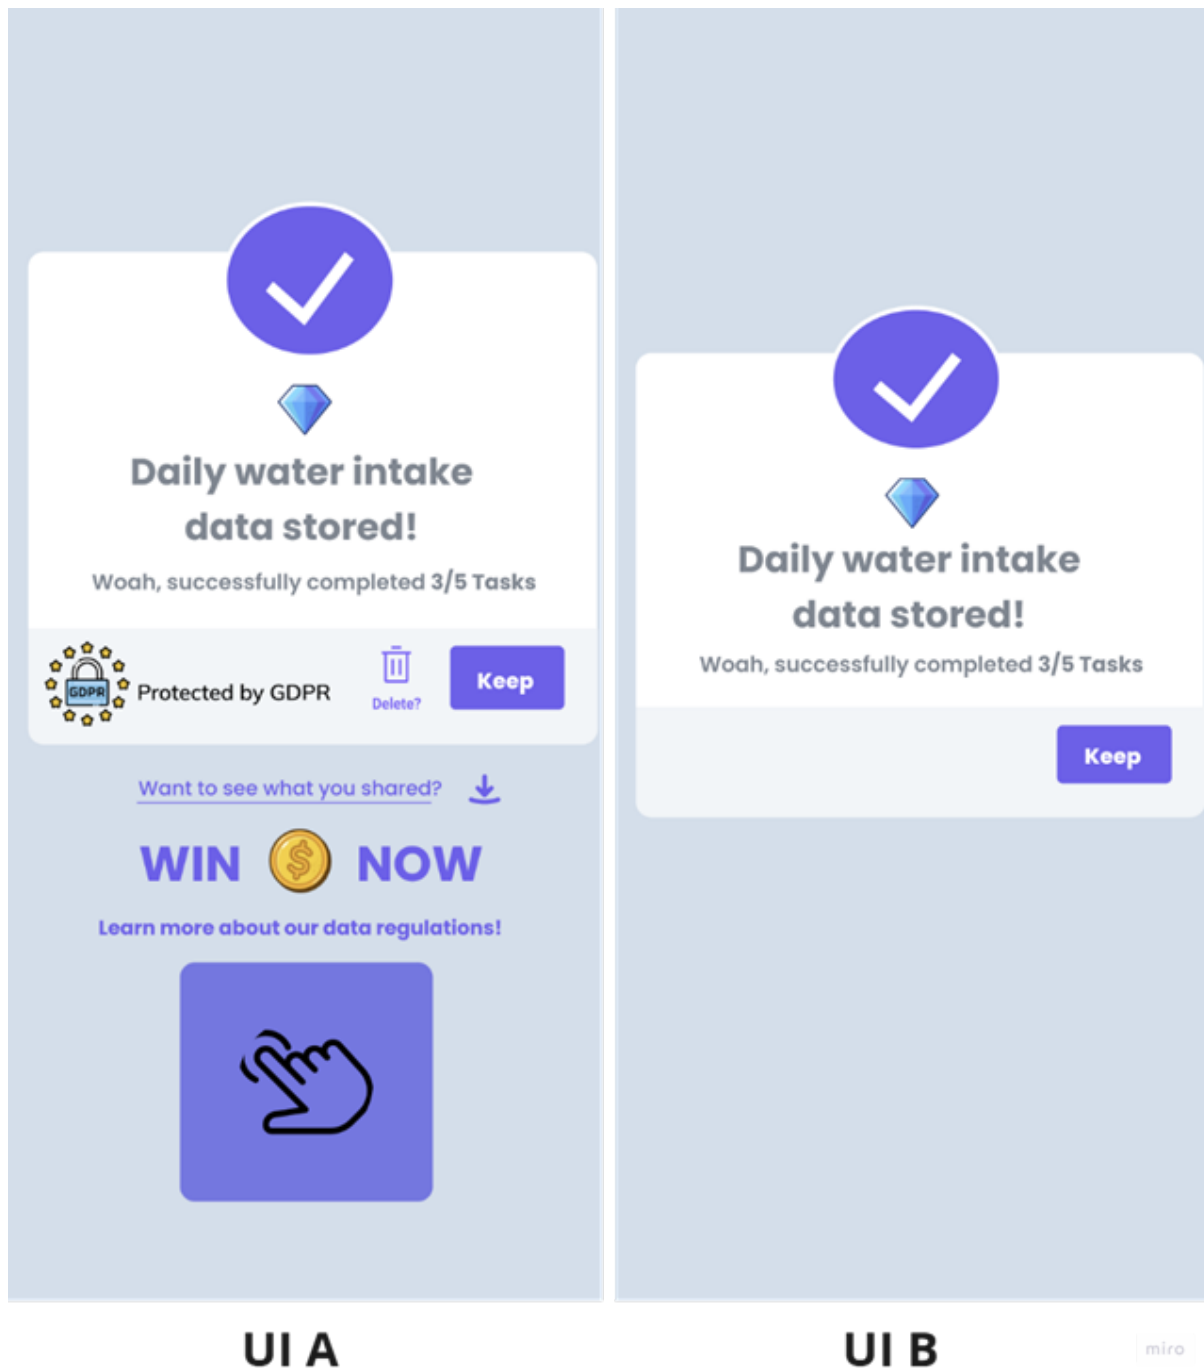 Daily water intake
data stored!
Woah, successfully completed 3/5 Tasks
GDPR
Protected by GDPR
Delete?
Keep
Want to see what you shared?
WIN $ NOW
Learn more about our data regulations!
UI A
Daily water intake
data stored!
Woah, successfully completed 3/5 Tasks
Keep
UI B
miro